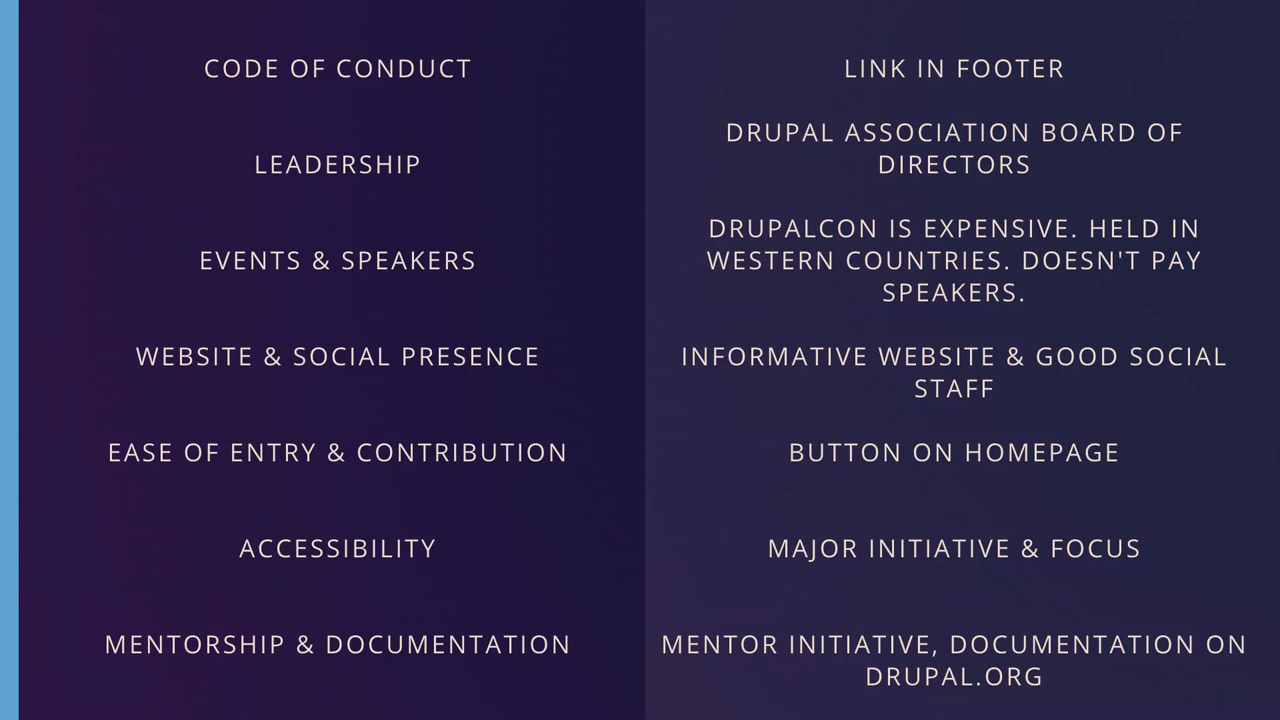 CODE OF CONDUCT
LINK IN FOOTER
LEADERSHIP
DRUPAL ASSOCIATION BOARD OF
DIRECTORS
EVENTS & SPEAKERS
DRUPALCON IS EXPENSIVE. HELD IN
WESTERN COUNTRIES. DOESN'T PAY
SPEAKERS.
WEBSITE & SOCIAL PRESENCE
INFORMATIVE WEBSITE & GOOD SOCIAL
STAFF
EASE OF ENTRY & CONTRIBUTION
BUTTON ON HOMEPAGE
ACCESSIBILITY
MAJOR INITIATIVE & FOCUS
MENTORSHIP & DOCUMENTATION
MENTOR INITIATIVE, DOCUMENTATION ON
DRUPAL.ORG